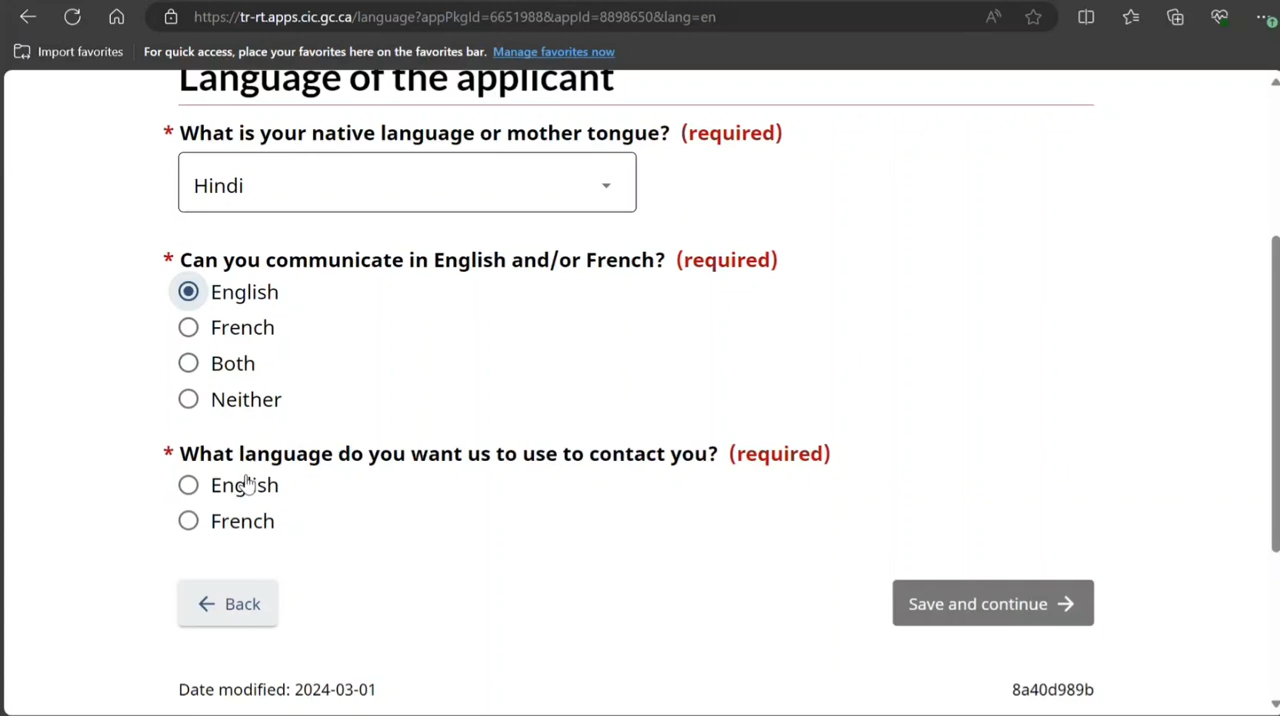 https://tr-rt.apps.cic.gc.ca/language?appPkgId=6651988&appId=8898650&lang=en
Import favorites For quick access, place your favorites here on the favorites bar. Manage favorites now
Language of the applicant
* What is your native language or mother tongue? (required)
Hindi
* Can you communicate in English and/or French? (required)
English
French
Both
Neither
* What language do you want us to use to contact you? (required)
English
French
Back Save and continue
Date modified: 2024-03-01 8a40d989b